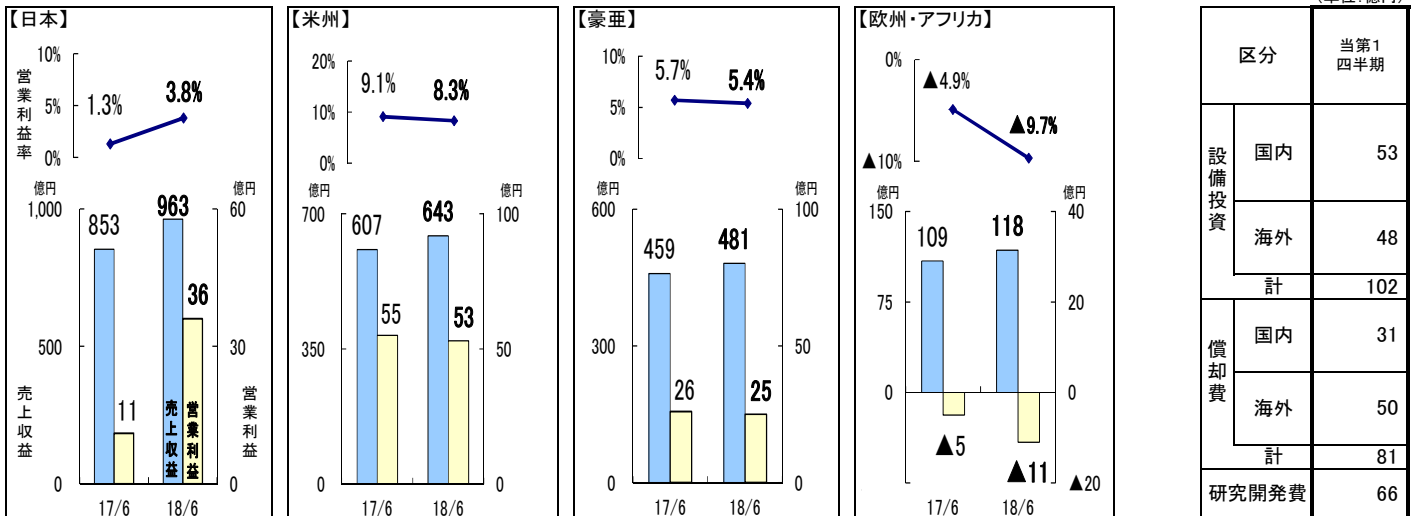 【日本】
営業利益率
10%
5%
0%
1.3%
3.8%
億円
億円
1,000
500
0
60
30
0
853
963
11
36
売上収益
営業利益
売上収益
営業利益
17/6
18/6
【米州】
20%
10%
0%
9.1%
8.3%
億円
億円
700
350
0
100
50
0
607
643
55
53
17/6
18/6
【豪亜】
10%
5%
0%
5.7%
5.4%
億円
億円
600
300
0
100
50
0
459
481
26
25
17/6
18/6
【欧州・アフリカ】
0%
▲10%
▲4.9%
▲9.7%
億円
億円
150
75
0
40
20
0
▲20
109
118
▲5
▲11
17/6
18/6
区分
当第1
四半期
設備投資
国内 53
海外 48
計 102
償却費
国内 31
海外 50
計 81
研究開発費 66